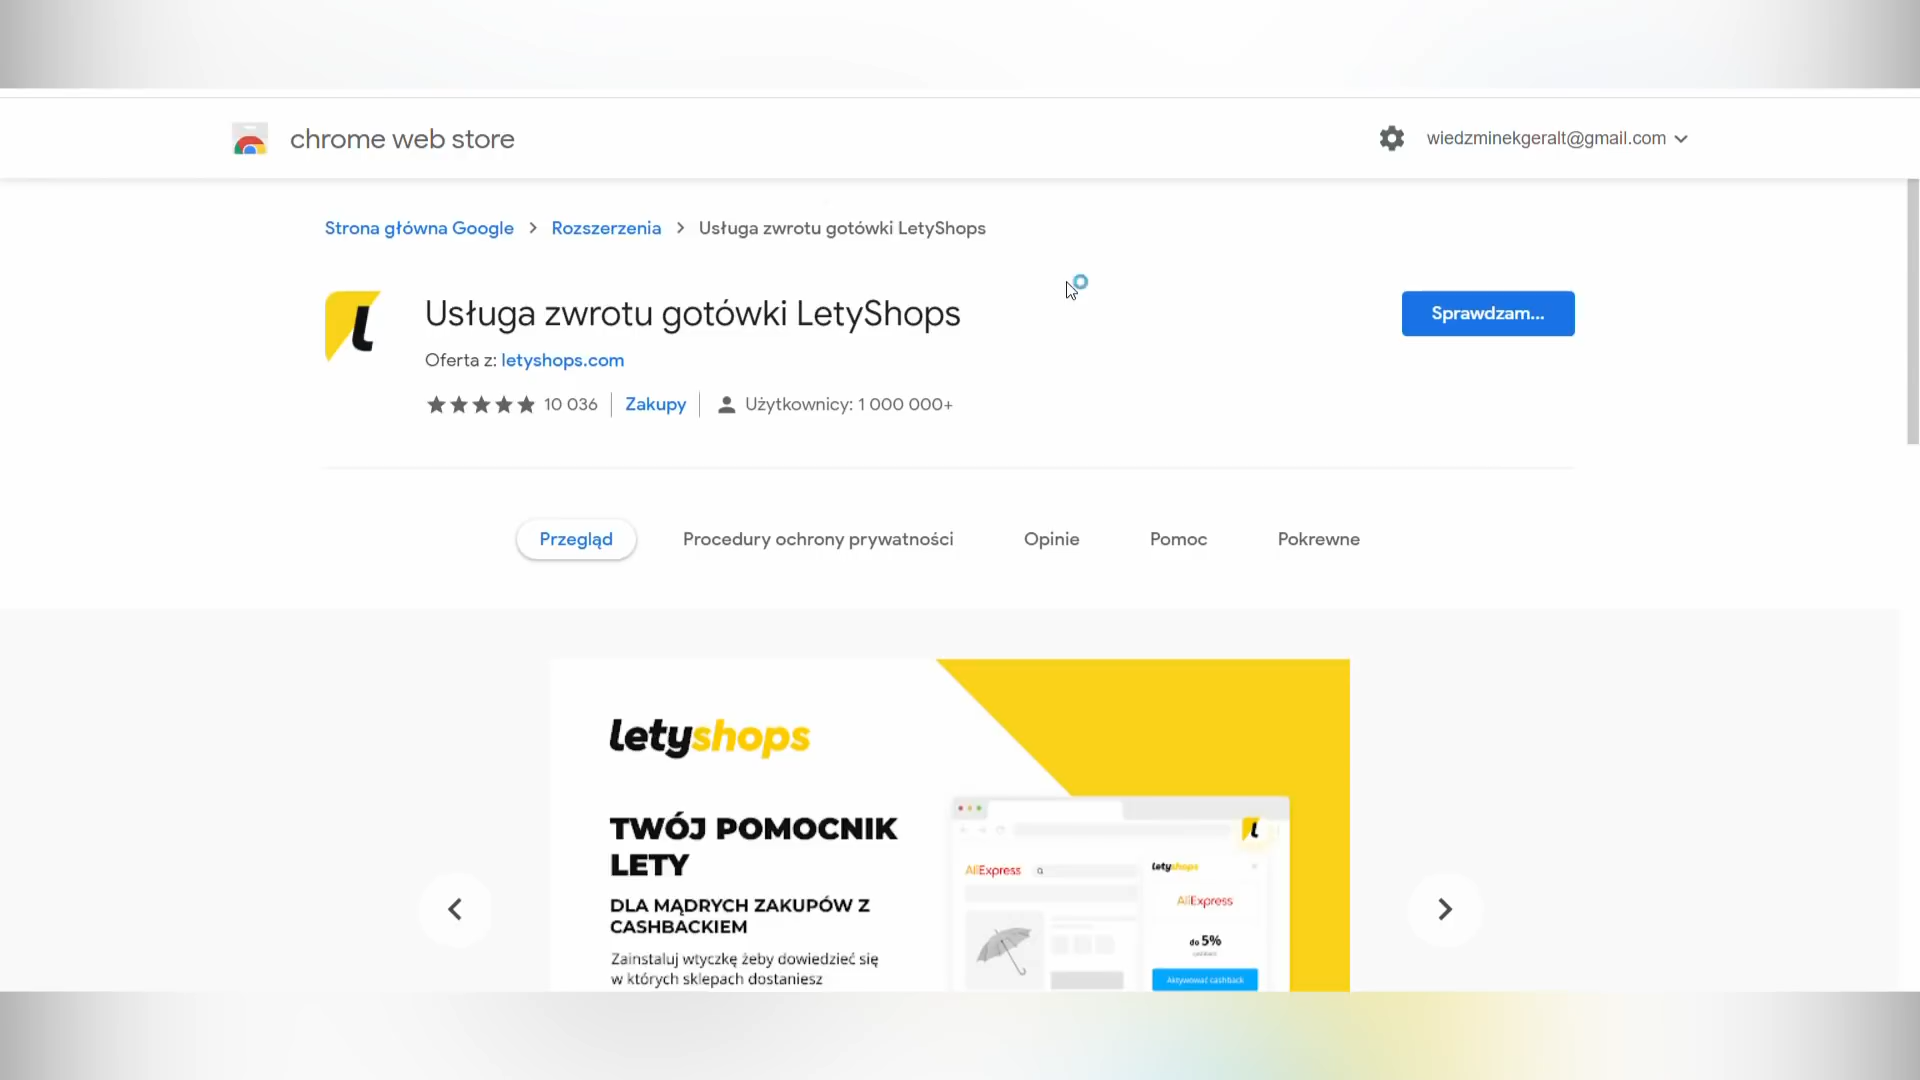 chrome web store
wiedzminekgeralt@gmail.com
Strona główna Google > Rozszerzenia > Usługa zwrotu gotówki LetyShops
Usługa zwrotu gotówki LetyShops
Sprawdzam...
Oferta z: letyshops.com
10 036 Zakupy Użytkownicy: 1 000 000+
Przegląd Procedury ochrony prywatności Opinie Pomoc Pokrewne
letyshops
TWÓJ POMOCNIK
LETY
DLA MĄDRYCH ZAKUPÓW Z
CASHBACKIEM
Zainstaluj wtyczkę żeby dowiedzieć się
w których sklepach dostaniesz
letyshops
AliExpress
AliExpress
do 5%
cashback
Aktywować cashback